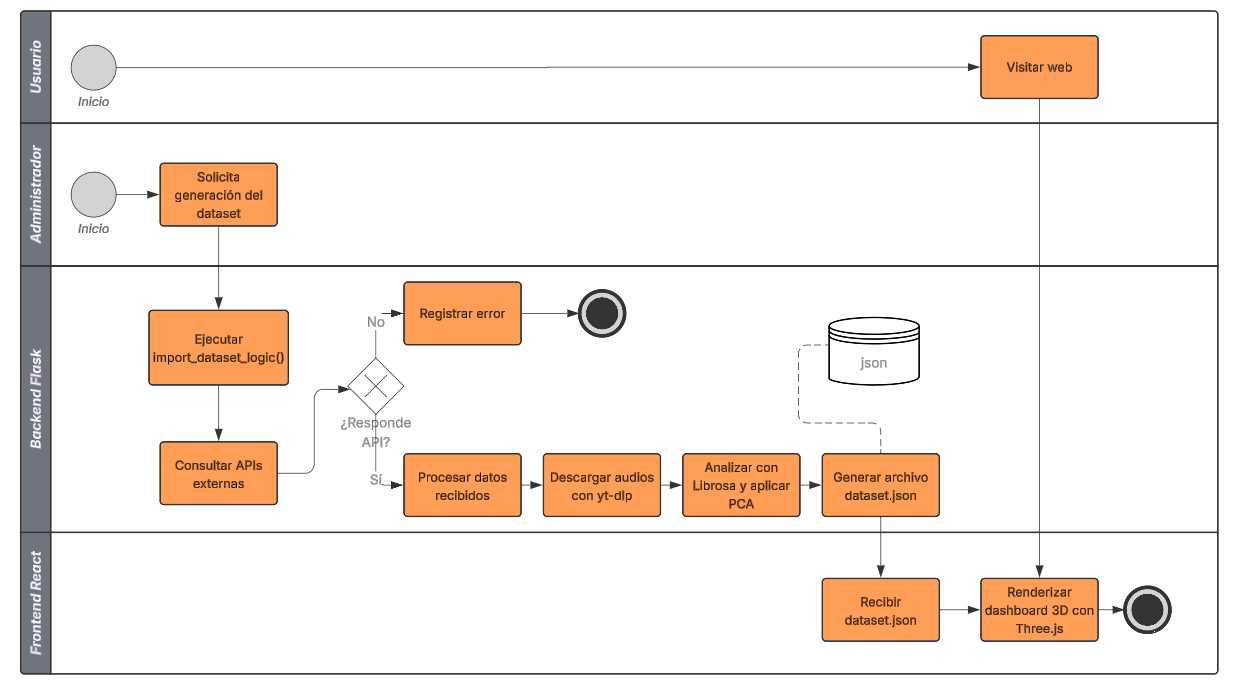 Usuario
Inicio
Visitar web
Administrador
Inicio
Solicita
generación del
dataset
Backend Flask
Ejecutar
import_dataset_logic()
Consultar APIs
externas
No
¿Responde
API?
Sí
Registrar error
Procesar datos
recibidos
Descargar audios
con yt-dlp
Analizar con
Librosa y aplicar
PCA
json
Generar archivo
dataset.json
Frontend React
Recibir
dataset.json
Renderizar
dashboard 3D con
Three.js